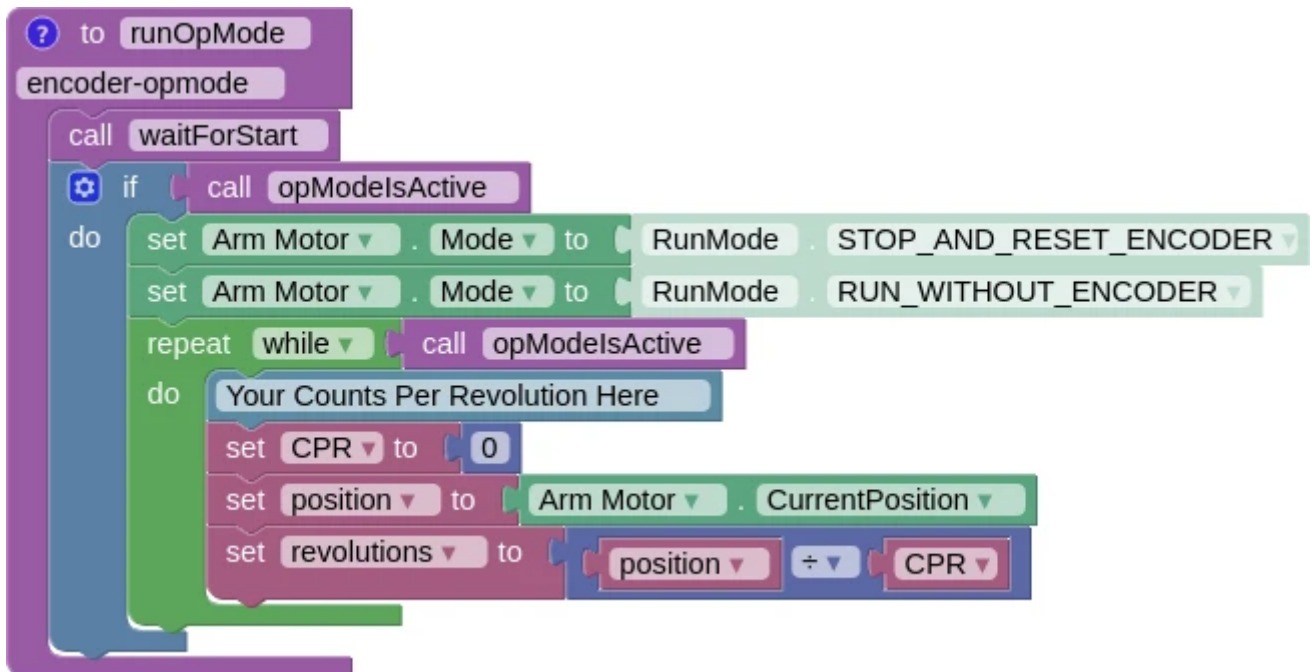 ? to runOpMode
encoder-opmode
call waitForStart
if call opModeIsActive
do set Arm Motor ▾ . Mode ▾ to RunMode . STOP_AND_RESET_ENCODER ▾
set Arm Motor ▾ . Mode ▾ to RunMode . RUN_WITHOUT_ENCODER ▾
repeat while ▾ call opModeIsActive
do Your Counts Per Revolution Here
set CPR ▾ to 0
set position ▾ to Arm Motor ▾ . CurrentPosition ▾
set revolutions ▾ to position ▾ ÷ ▾ CPR ▾